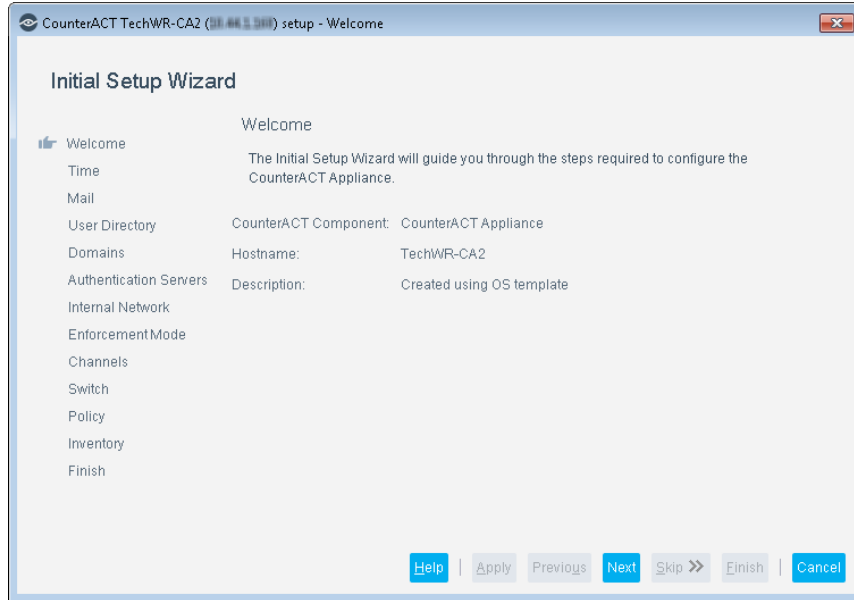 CounterACT TechWR-CA2 ( ) setup - Welcome
Initial Setup Wizard
Welcome
Time
Mail
User Directory
Domains
Authentication Servers
Internal Network
Enforcement Mode
Channels
Switch
Policy
Inventory
Finish
Welcome
The Initial Setup Wizard will guide you through the steps required to configure the
CounterACT Appliance.
CounterACT Component: CounterACT Appliance
Hostname: TechWR-CA2
Description: Created using OS template
Help | Apply Previous Next Skip >> Finish | Cancel